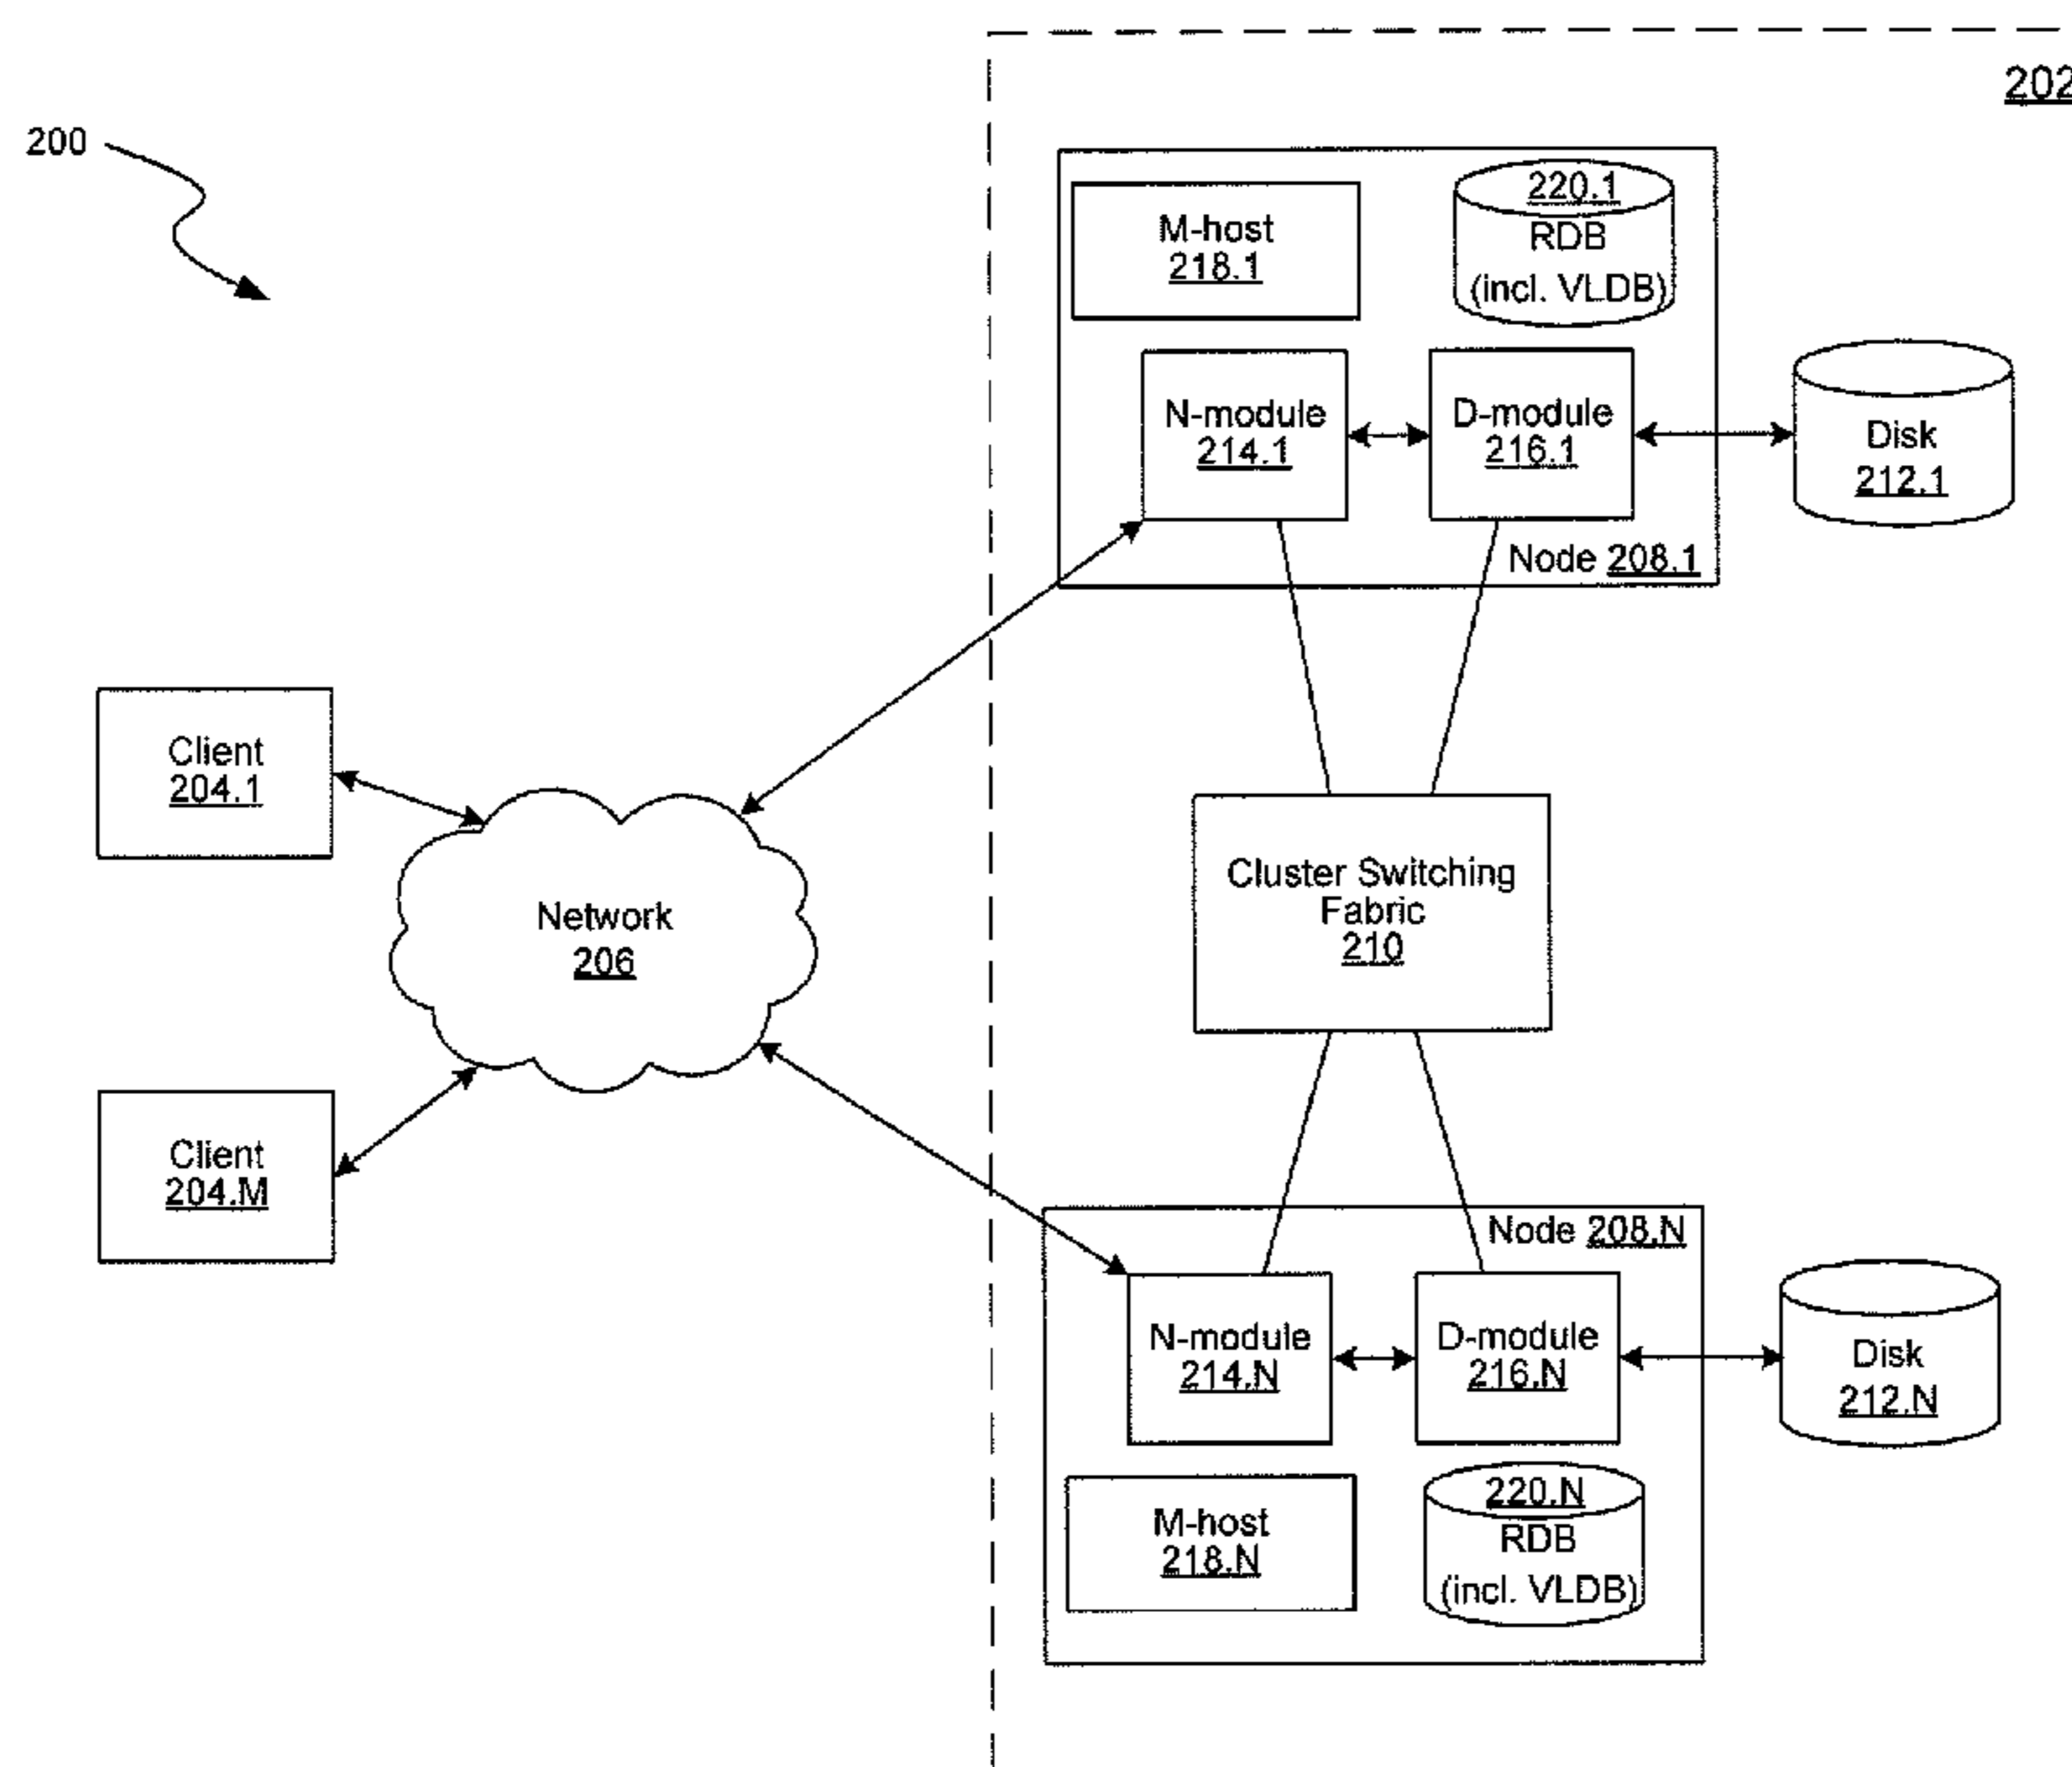 202
200
M-host
218.1
220.1
RDB
(incl. VLDB)
N-module
214.1
D-module
216.1
Disk
212.1
Node 208.1
Client
204.1
Network
206
Cluster Switching
Fabric
210
Client
204.M
Node 208.N
N-module
214.N
D-module
216.N
Disk
212.N
M-host
218.N
220.N
RDB
(incl. VLDB)